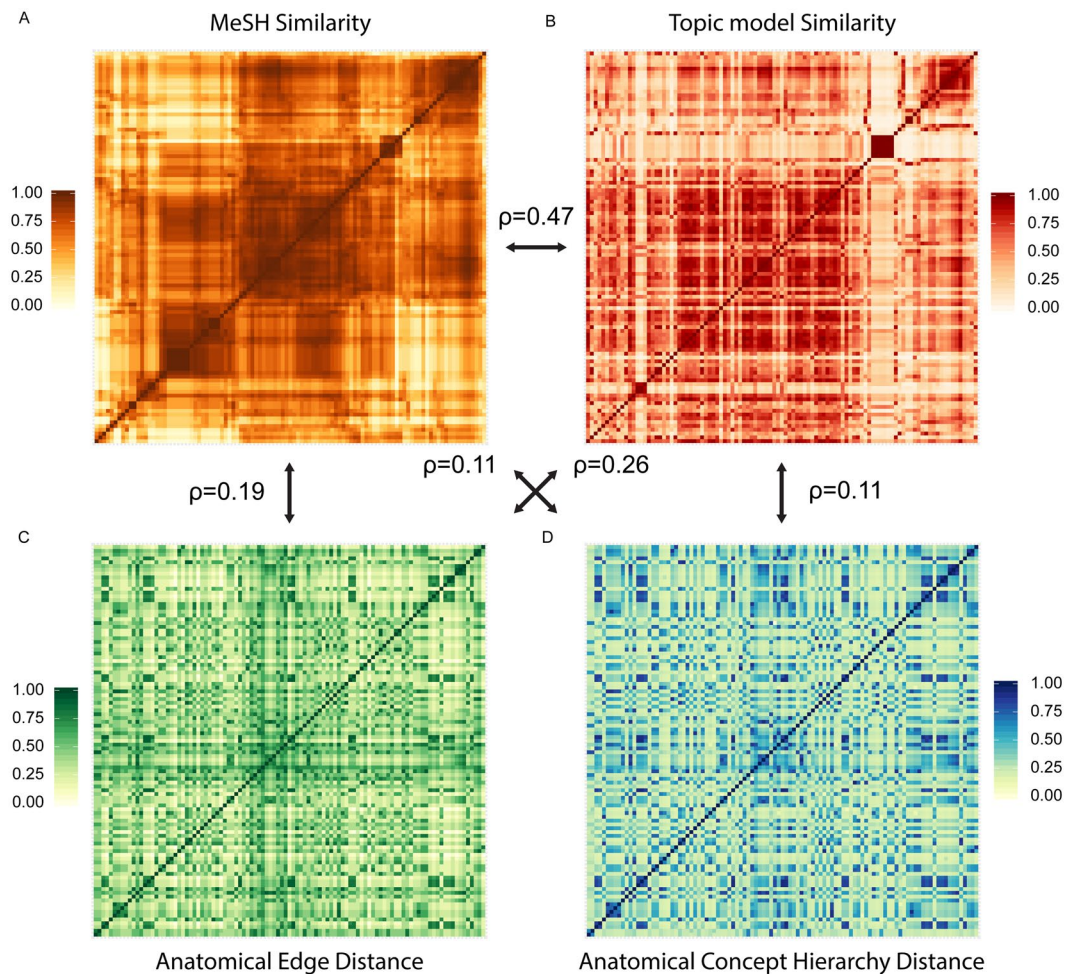 A
MeSH Similarity
B
Topic model Similarity
1.00
0.75
0.50
0.25
0.00
ρ=0.47
1.00
0.75
0.50
0.25
0.00
ρ=0.19
ρ=0.11
ρ=0.26
ρ=0.11
C
D
1.00
0.75
0.50
0.25
0.00
1.00
0.75
0.50
0.25
0.00
Anatomical Edge Distance
Anatomical Concept Hierarchy Distance